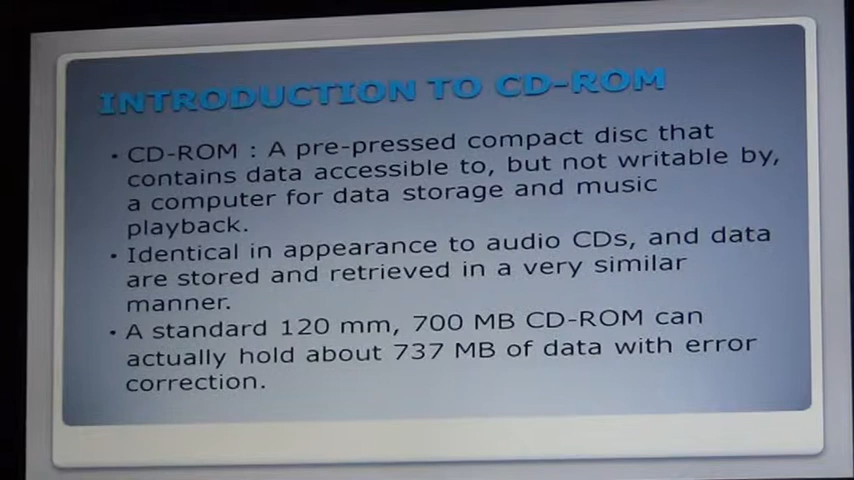 INTRODUCTION TO CD-ROM
• CD-ROM : A pre-pressed compact disc that
contains data accessible to, but not writable by,
a computer for data storage and music
playback.
• Identical in appearance to audio CDs, and data
are stored and retrieved in a very similar
manner.
• A standard 120 mm, 700 MB CD-ROM can
actually hold about 737 MB of data with error
correction.